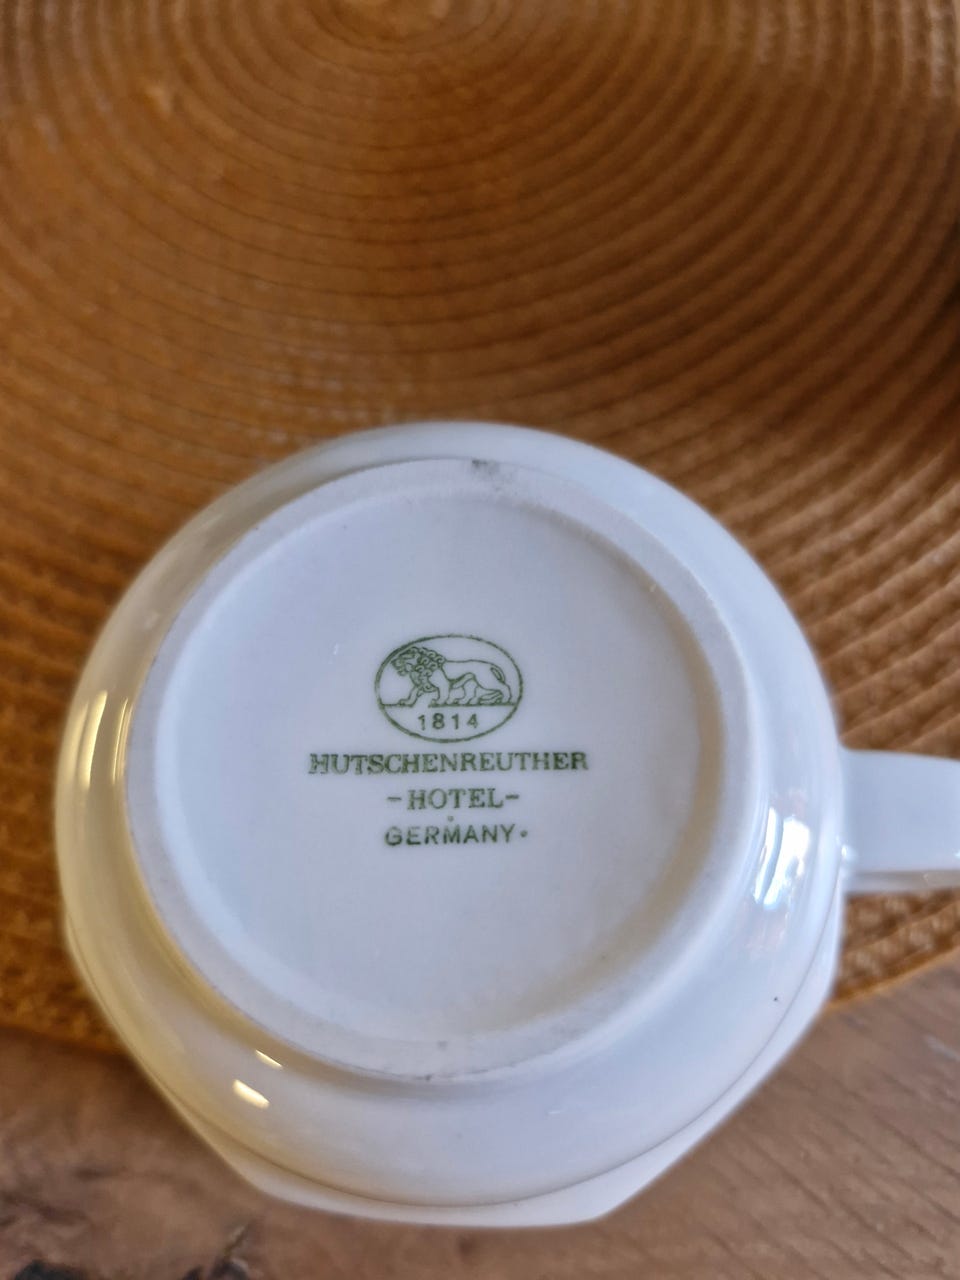 1814
HUTSCHENREUTHER
-HOTEL-
GERMANY